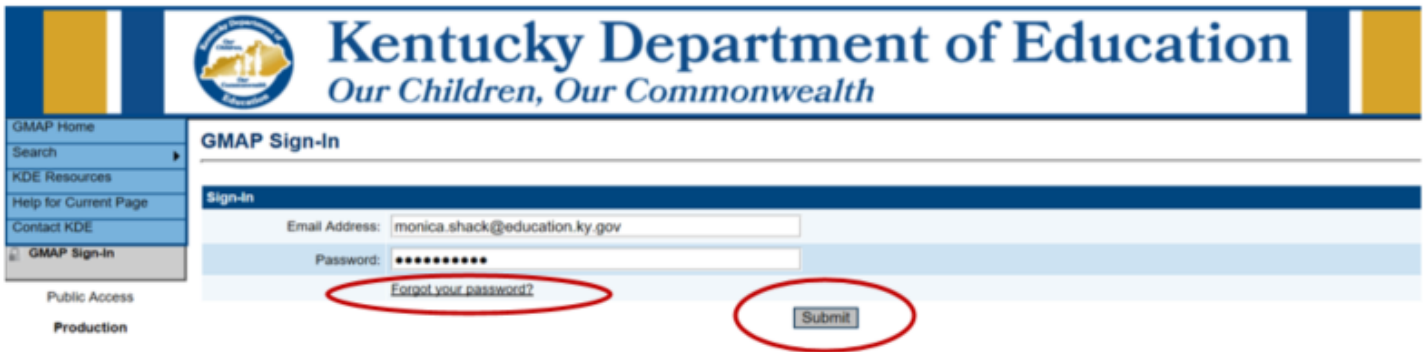 Kentucky Department of Education
Our Children, Our Commonwealth
GMAP Home
Search
KDE Resources
Help for Current Page
Contact KDE
GMAP Sign-In
Public Access
Production
GMAP Sign-In
Sign-In
Email Address: monica.shack@education.ky.gov
Password: ••••••••••
Forgot your password?
Submit